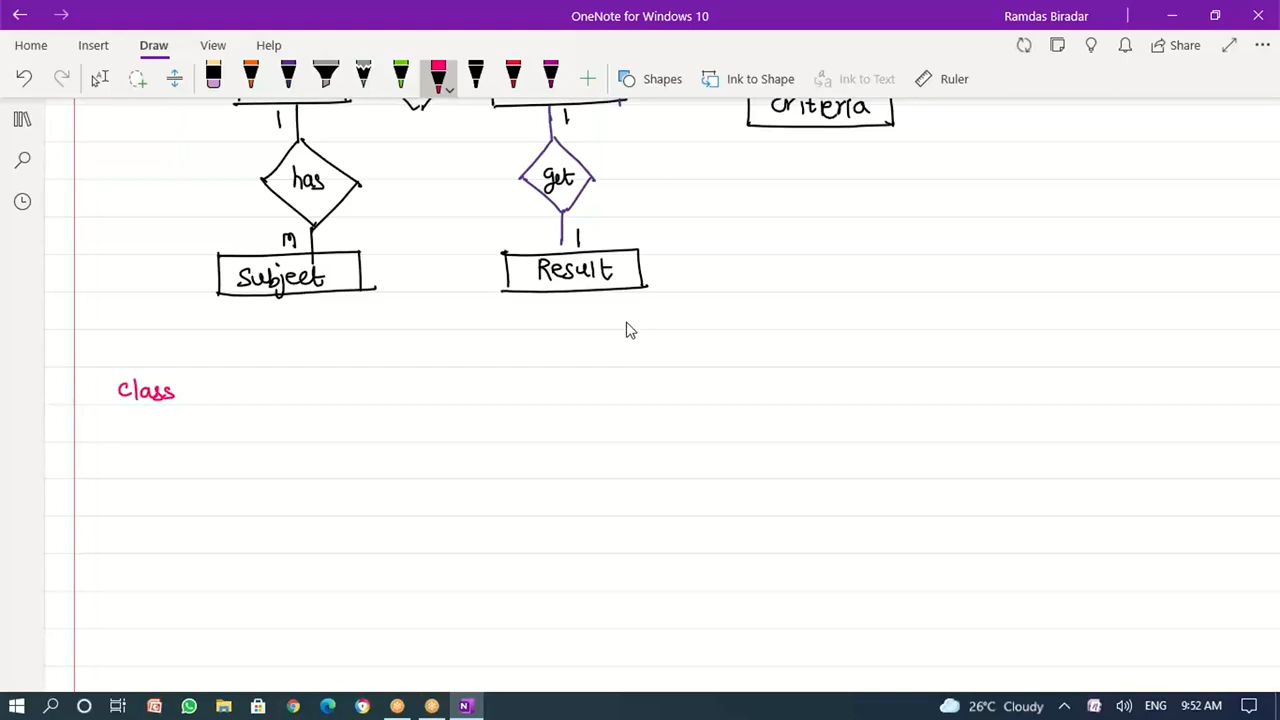 OneNote for Windows 10
Ramdas Biradar
Home Insert Draw View Help
Share
Shapes Ink to Shape Ink to Text Ruler
criteria
1 1
has get
m 1
Subject Result
Class
26°C Cloudy ENG 9:52 AM